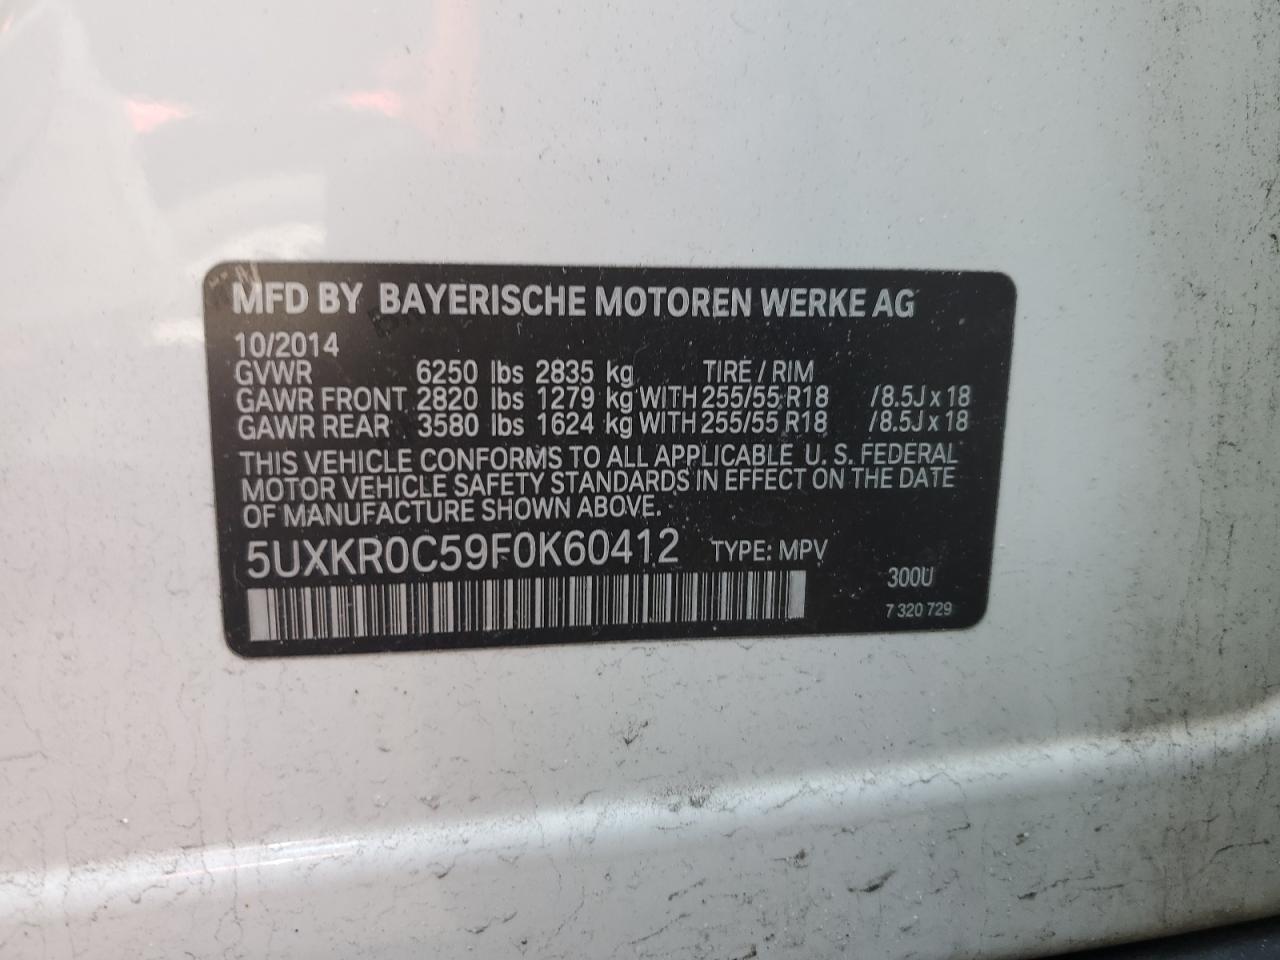 MFD BY BAYERISCHE MOTOREN WERKE AG
10/2014
GVWR 6250 lbs 2835 kg TIRE / RIM
GAWR FRONT 2820 lbs 1279 kg WITH 255/55 R18 /8.5J x 18
GAWR REAR 3580 lbs 1624 kg WITH 255/55 R18 /8.5J x 18
THIS VEHICLE CONFORMS TO ALL APPLICABLE U. S. FEDERAL
MOTOR VEHICLE SAFETY STANDARDS IN EFFECT ON THE DATE
OF MANUFACTURE SHOWN ABOVE.
5UXKR0C59F0K60412 TYPE: MPV
300U
7 320 729